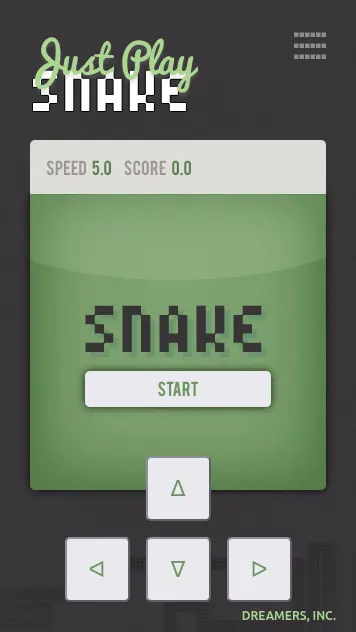 Just Play
SNAKE
SPEED 5.0 SCORE 0.0
SNAKE
START
DREAMERS, INC.